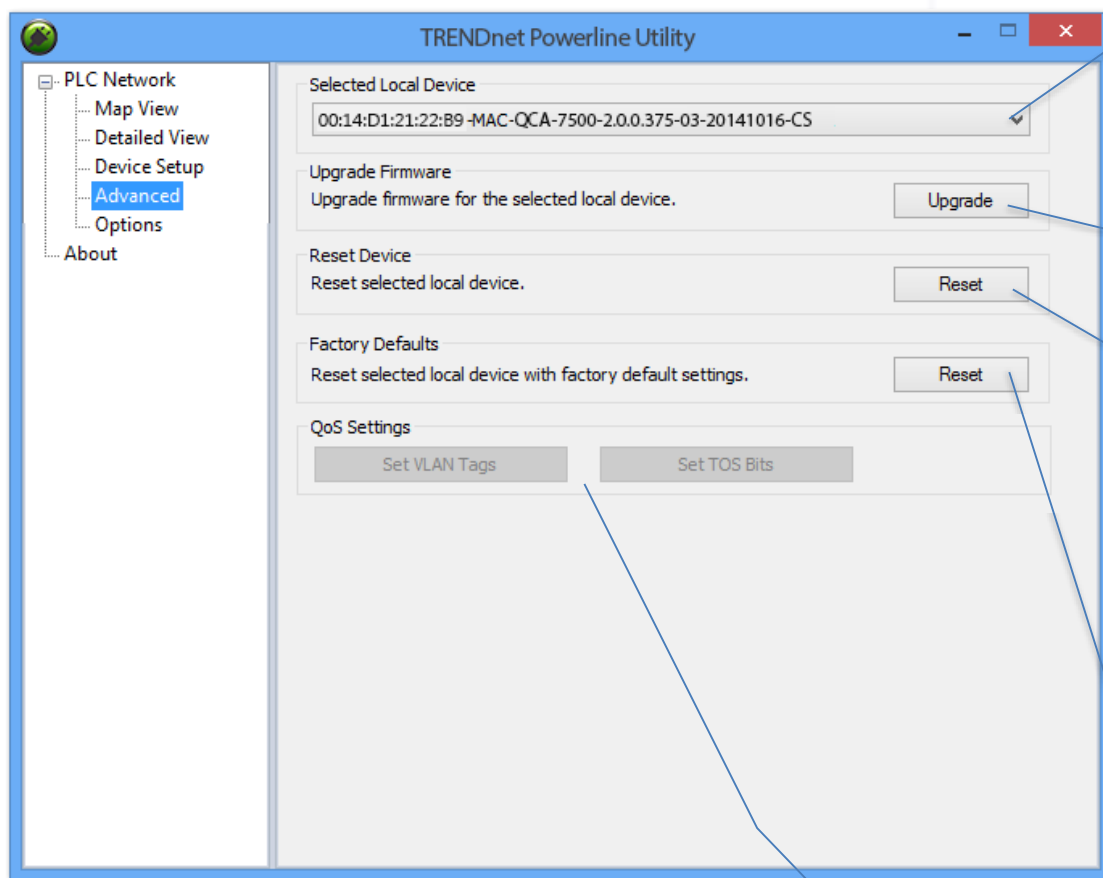 TRENDnet Powerline Utility
PLC Network
Map View
Detailed View
Device Setup
Advanced
Options
About
Selected Local Device
00:14:D1:21:22:B9 -MAC-QCA-7500-2.0.0.375-03-20141016-CS
Upgrade Firmware
Upgrade firmware for the selected local device.
Upgrade
Reset Device
Reset selected local device.
Reset
Factory Defaults
Reset selected local device with factory default settings.
Reset
QoS Settings
Set VLAN Tags
Set TOS Bits